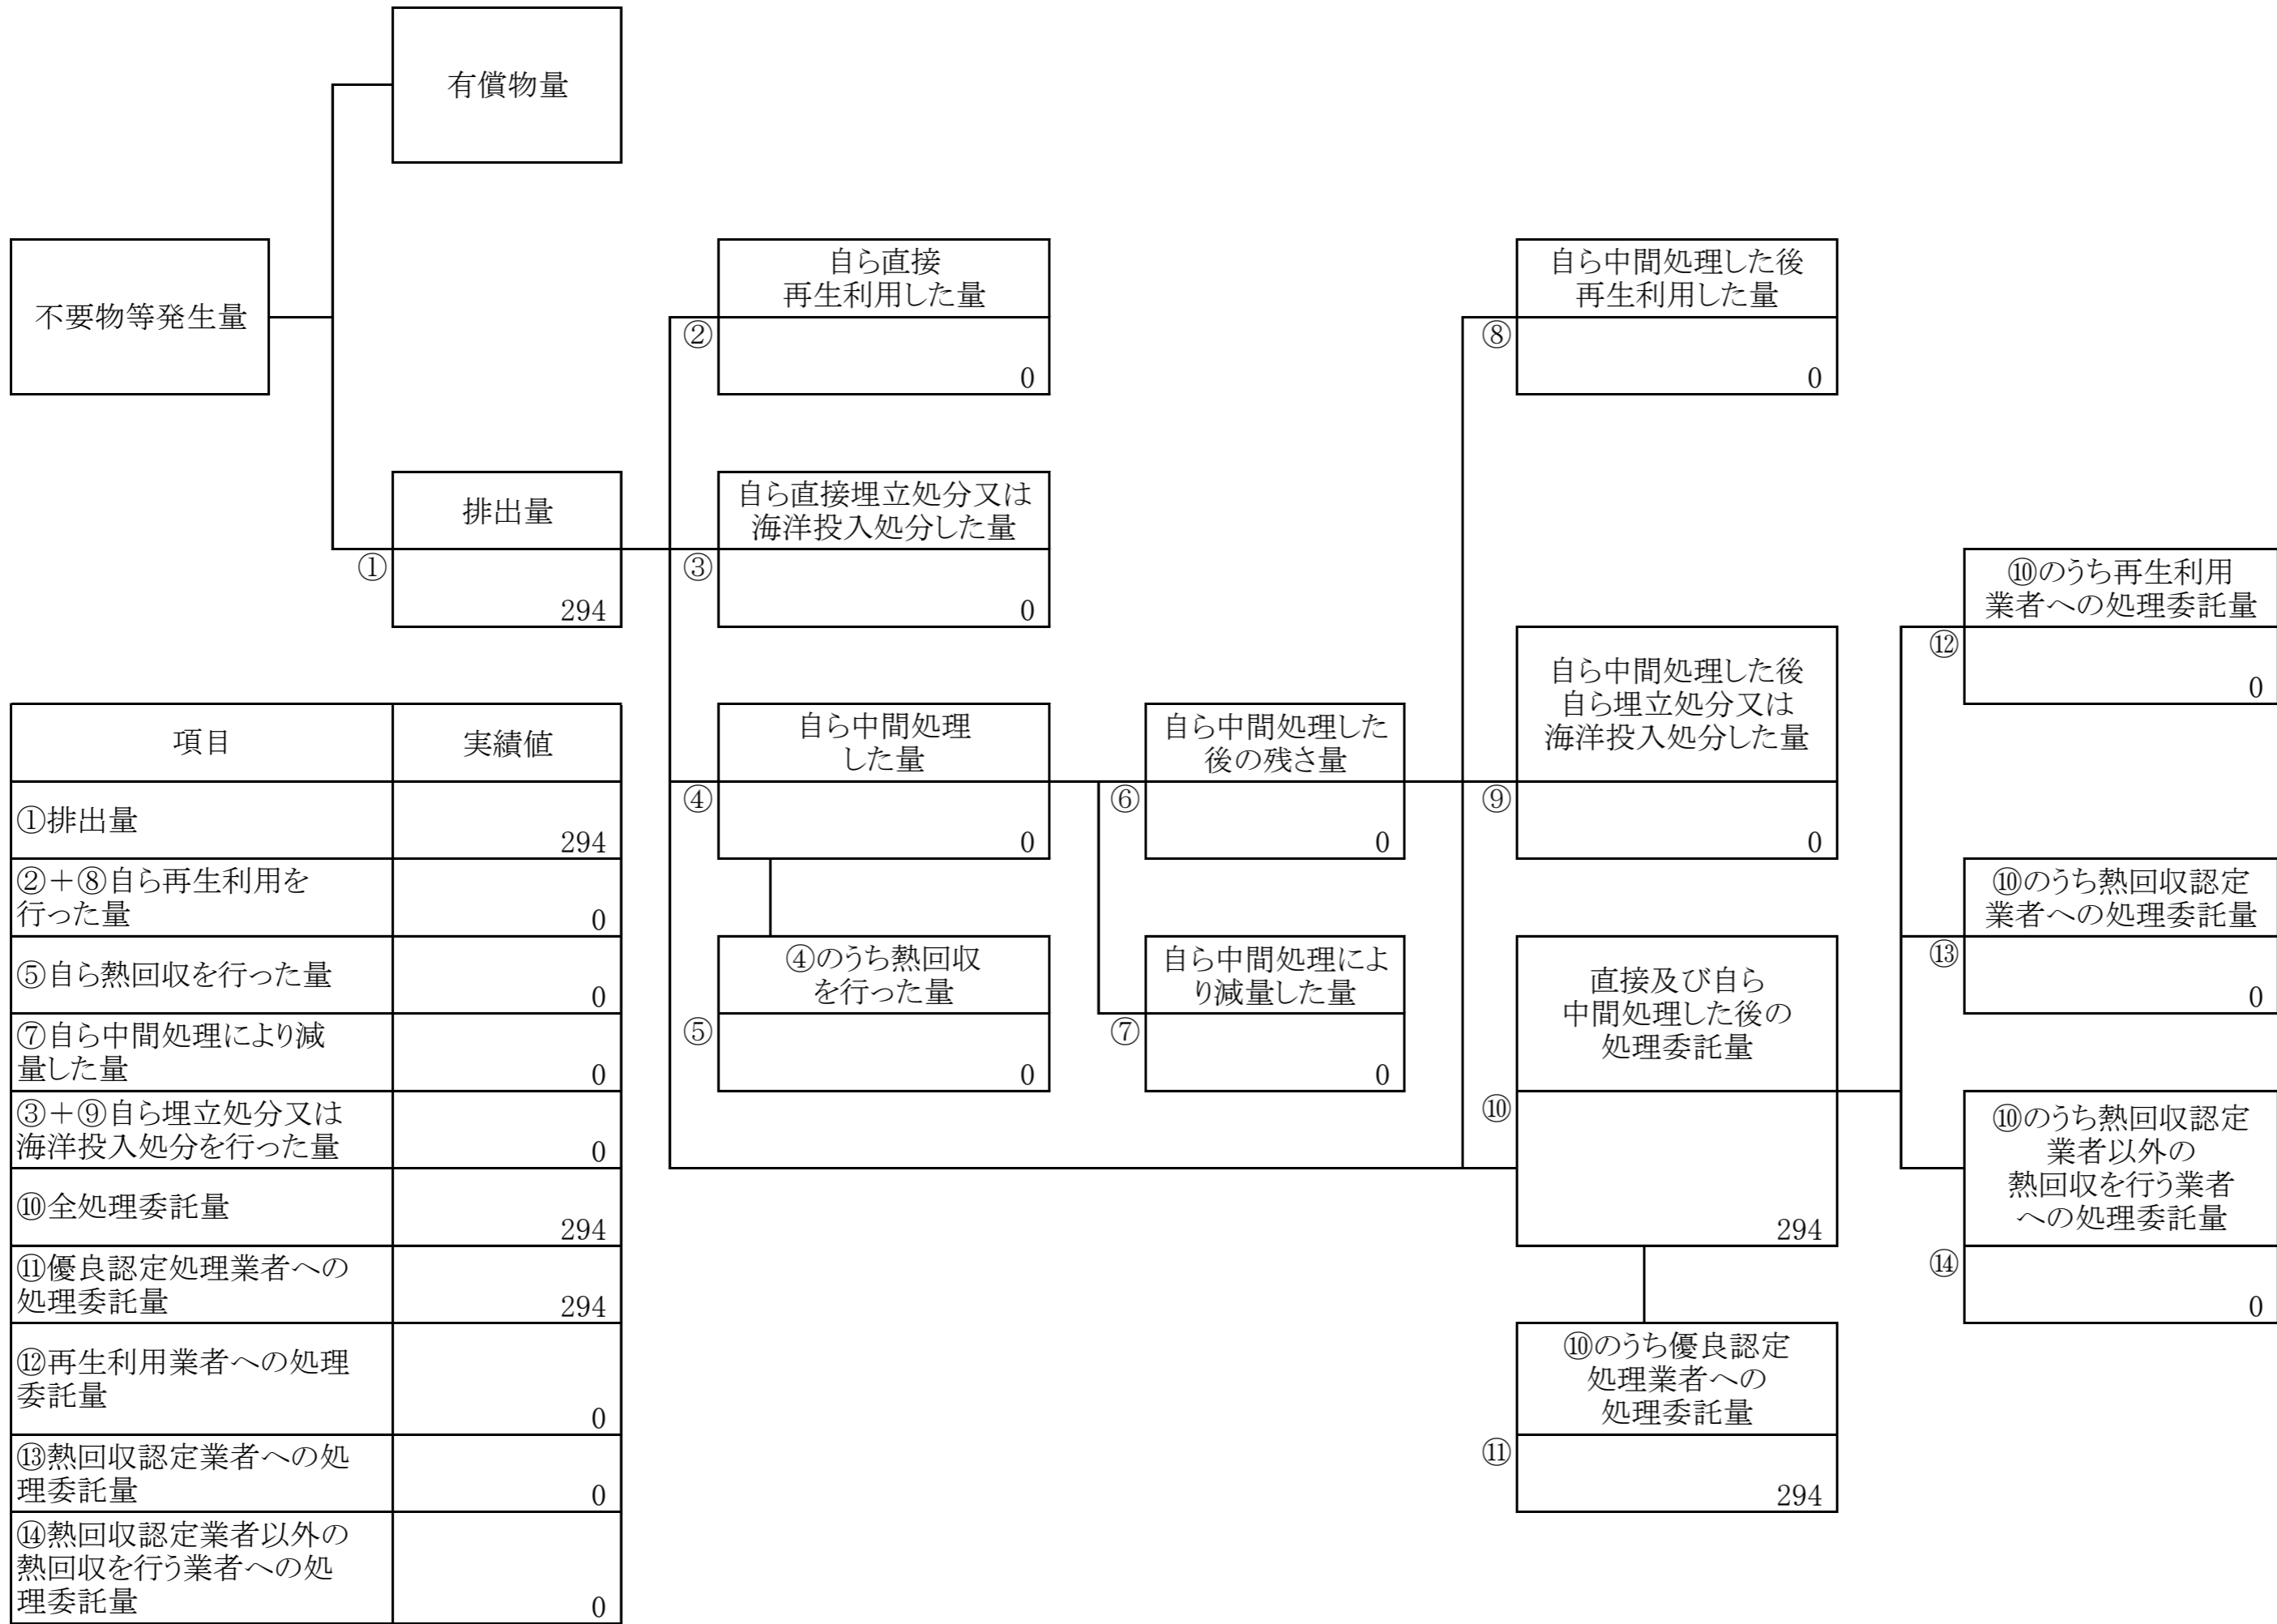 有償物量
不要物等発生量
自ら直接
再生利用した量
②
0
自ら中間処理した後
再生利用した量
⑧
0
排出量
①
294
自ら直接埋立処分又は
海洋投入処分した量
③
0
⑩のうち再生利用
業者への処理委託量
⑫
0
自ら中間処理した後
自ら埋立処分又は
海洋投入処分した量
⑨
0
自ら中間処理
した量
④
0
自ら中間処理した
後の残さ量
⑥
0
⑩のうち熱回収認定
業者への処理委託量
⑬
0
④のうち熱回収
を行った量
⑤
0
自ら中間処理によ
り減量した量
⑦
0
直接及び自ら
中間処理した後の
処理委託量
⑩
294
⑩のうち熱回収認定
業者以外の
熱回収を行う業者
への処理委託量
⑭
0
⑩のうち優良認定
処理業者への
処理委託量
⑪
294
項目 実績値
①排出量
294
②＋⑧自ら再生利用を
行った量
0
⑤自ら熱回収を行った量
0
⑦自ら中間処理により減
量した量
0
③＋⑨自ら埋立処分又は
海洋投入処分を行った量
0
⑩全処理委託量
294
⑪優良認定処理業者への
処理委託量
294
⑫再生利用業者への処理
委託量
0
⑬熱回収認定業者への処
理委託量
0
⑭熱回収認定業者以外の
熱回収を行う業者への処
理委託量
0